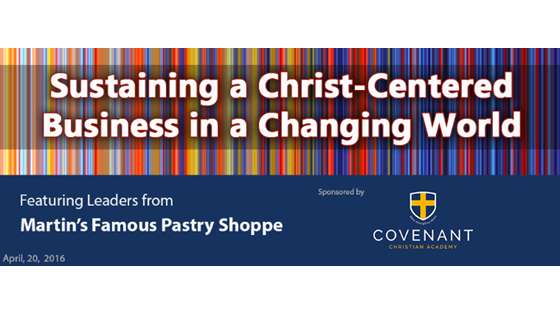 Sustaining a Christ-Centered
Business in a Changing World
Featuring Leaders from
Martin's Famous Pastry Shoppe
Sponsored by
COVENANT
CHRISTIAN ACADEMY
April, 20, 2016